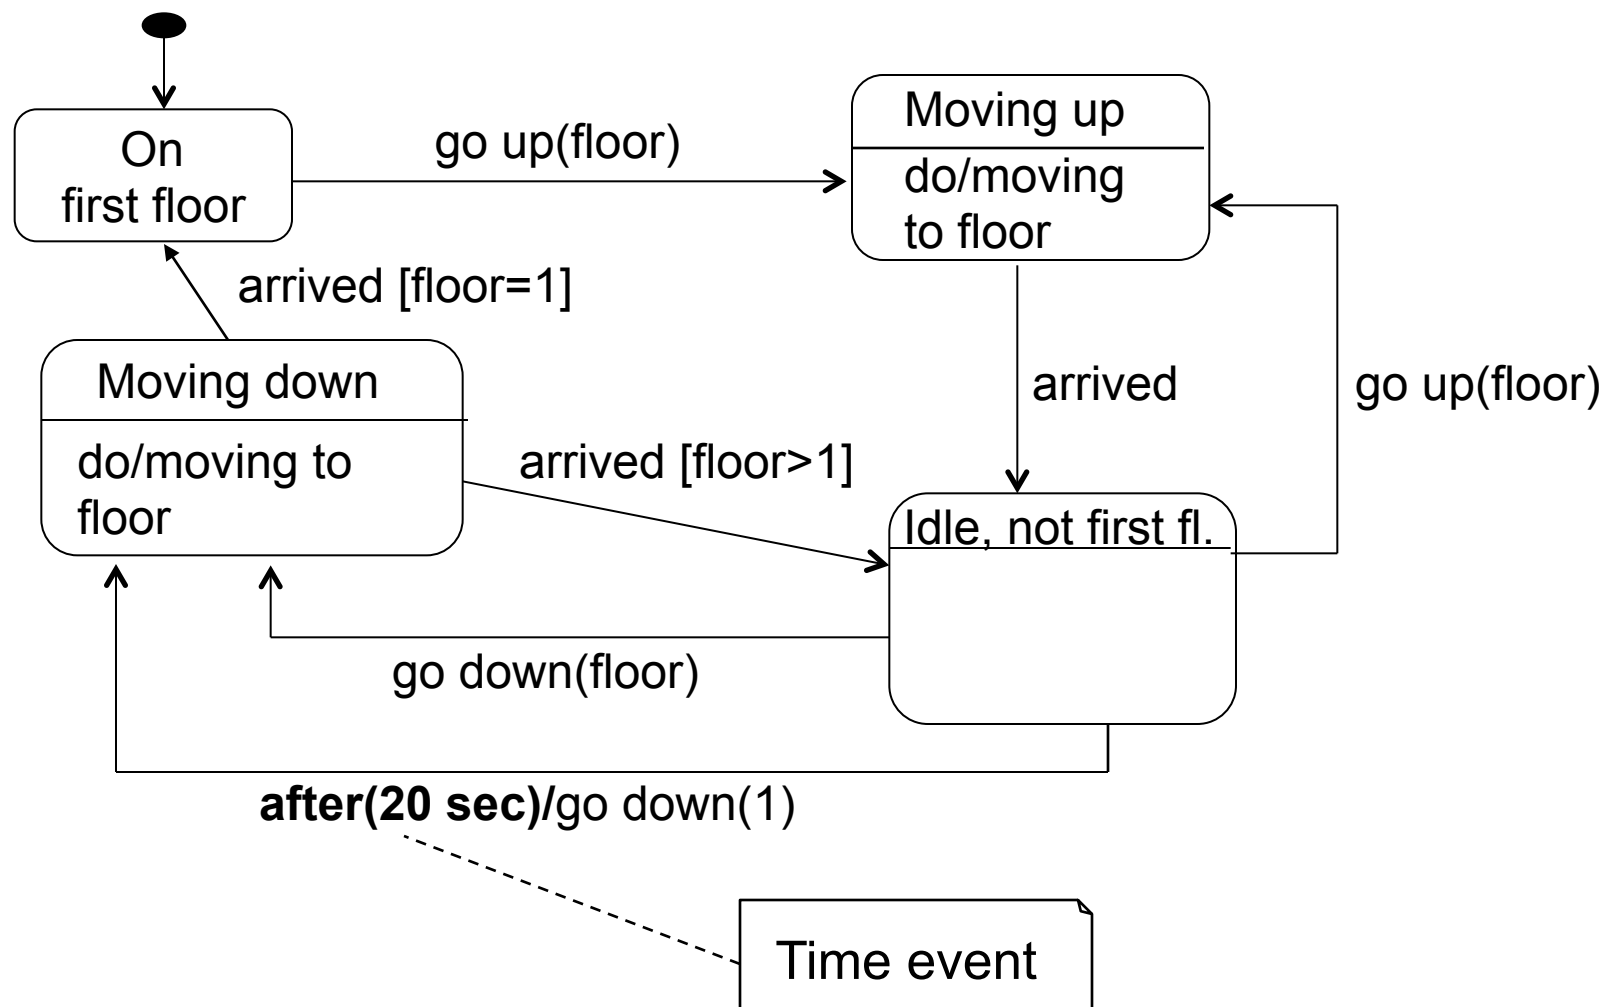 On
first floor
go up(floor)
Moving up
do/moving
to floor
arrived [floor=1]
Moving down
do/moving to
floor
arrived
go up(floor)
arrived [floor>1]
Idle, not first fl.
go down(floor)
after(20 sec)/go down(1)
Time event